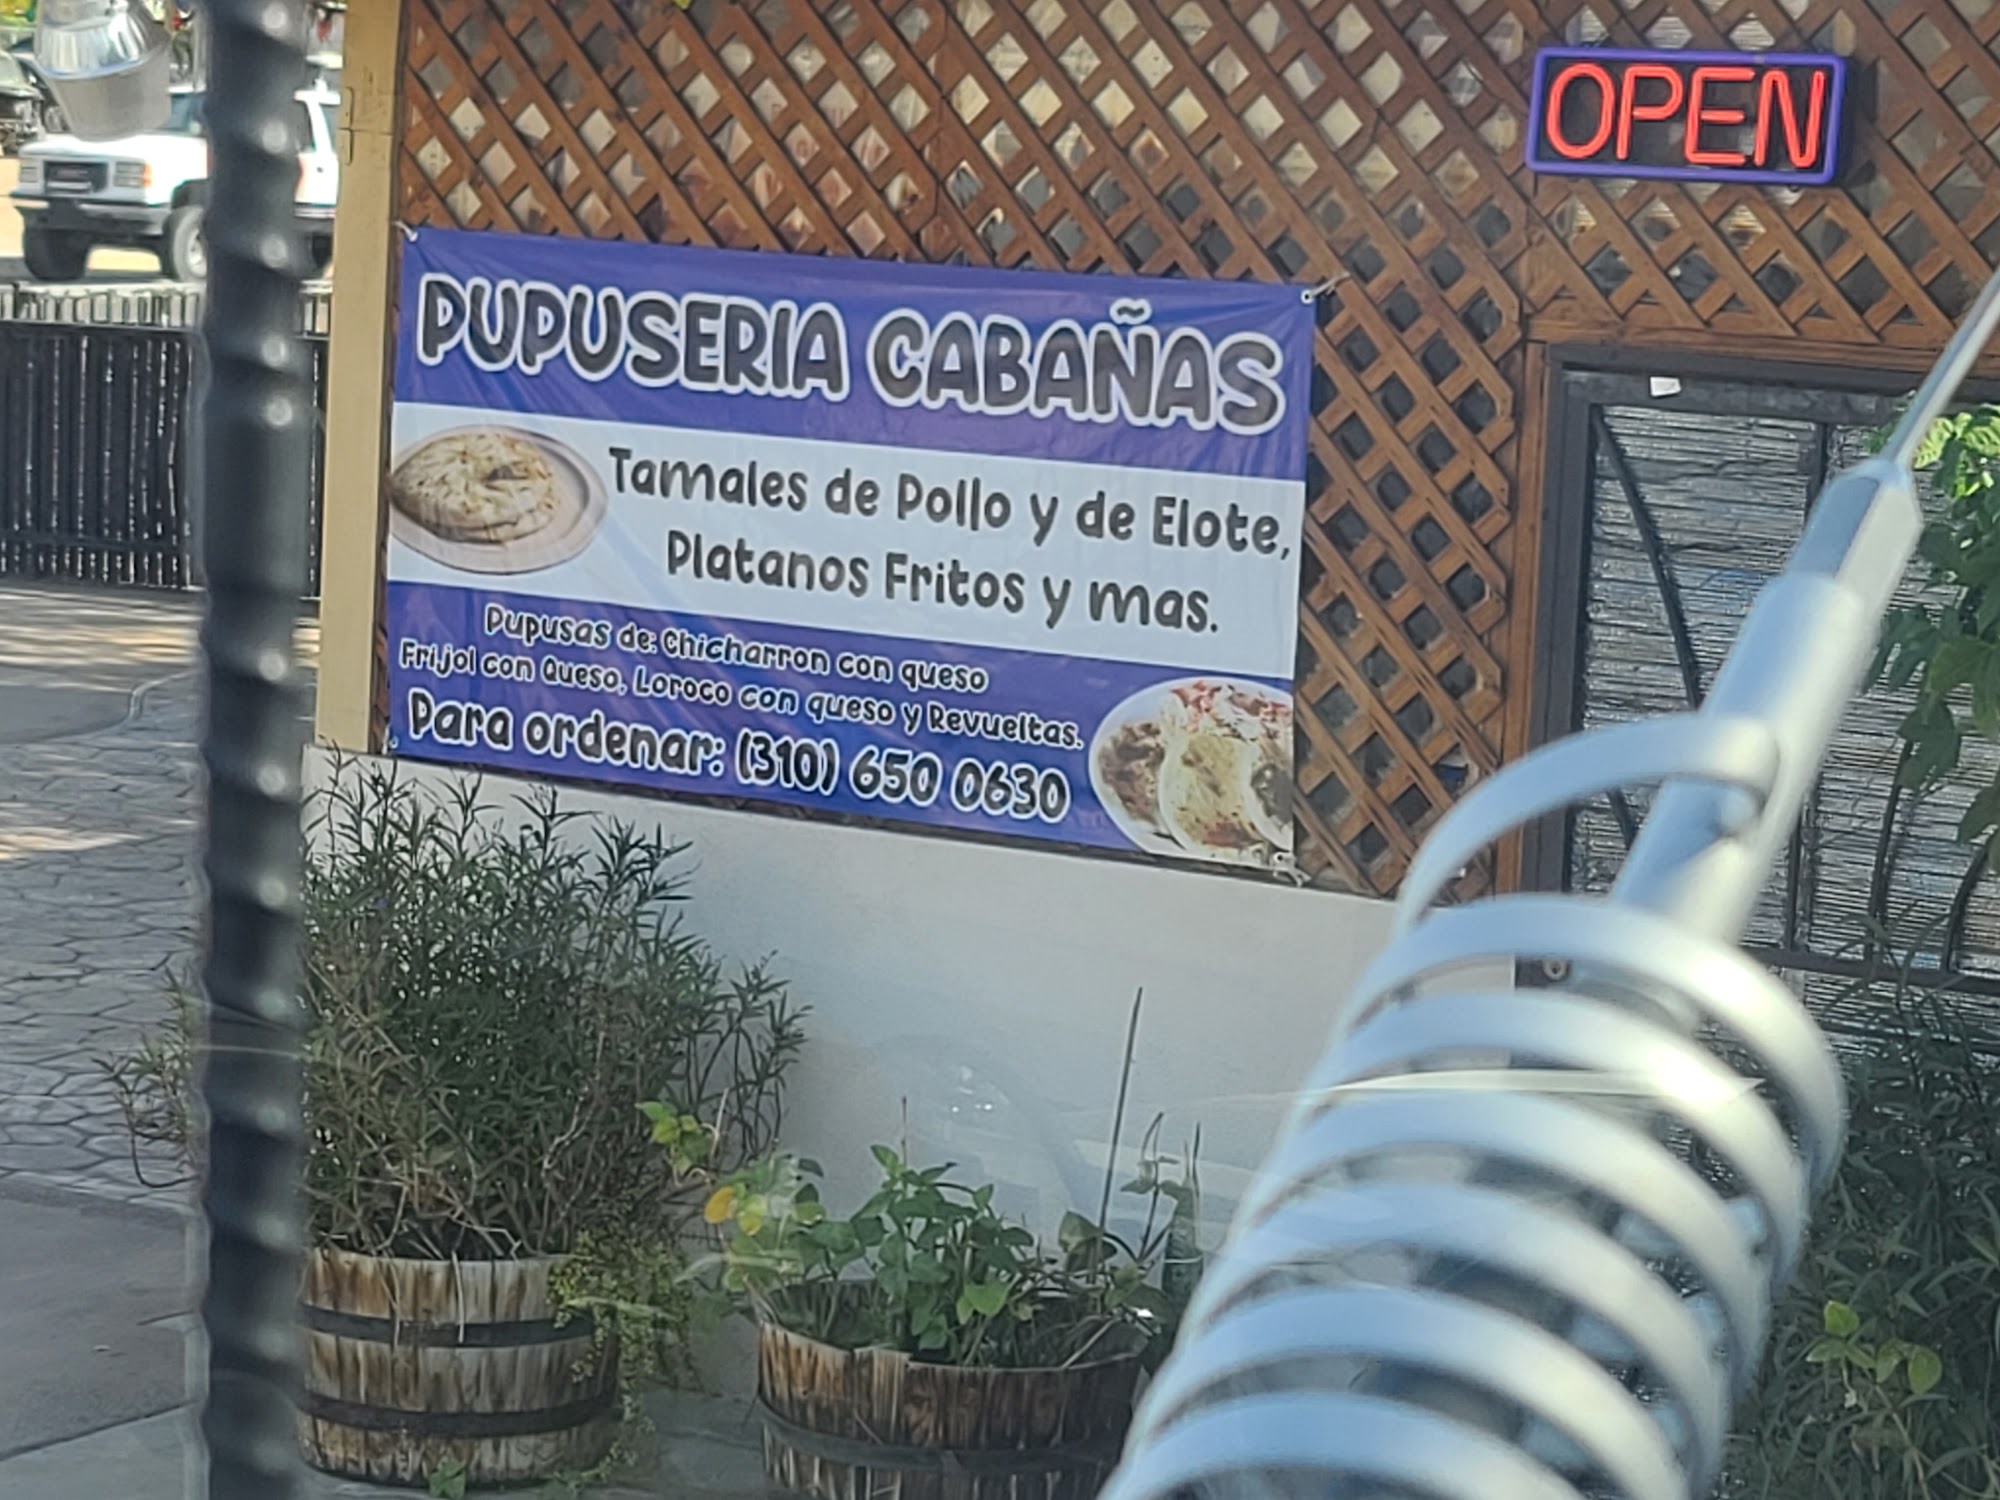 OPEN
PUPUSERIA CABAÑAS
Tamales de Pollo y de Elote,
Platanos Fritos y mas.
Pupusas de: Chicharron con queso
Frijol con Queso, Loroco con queso y Revueltas.
Para ordenar: (310) 650 0630